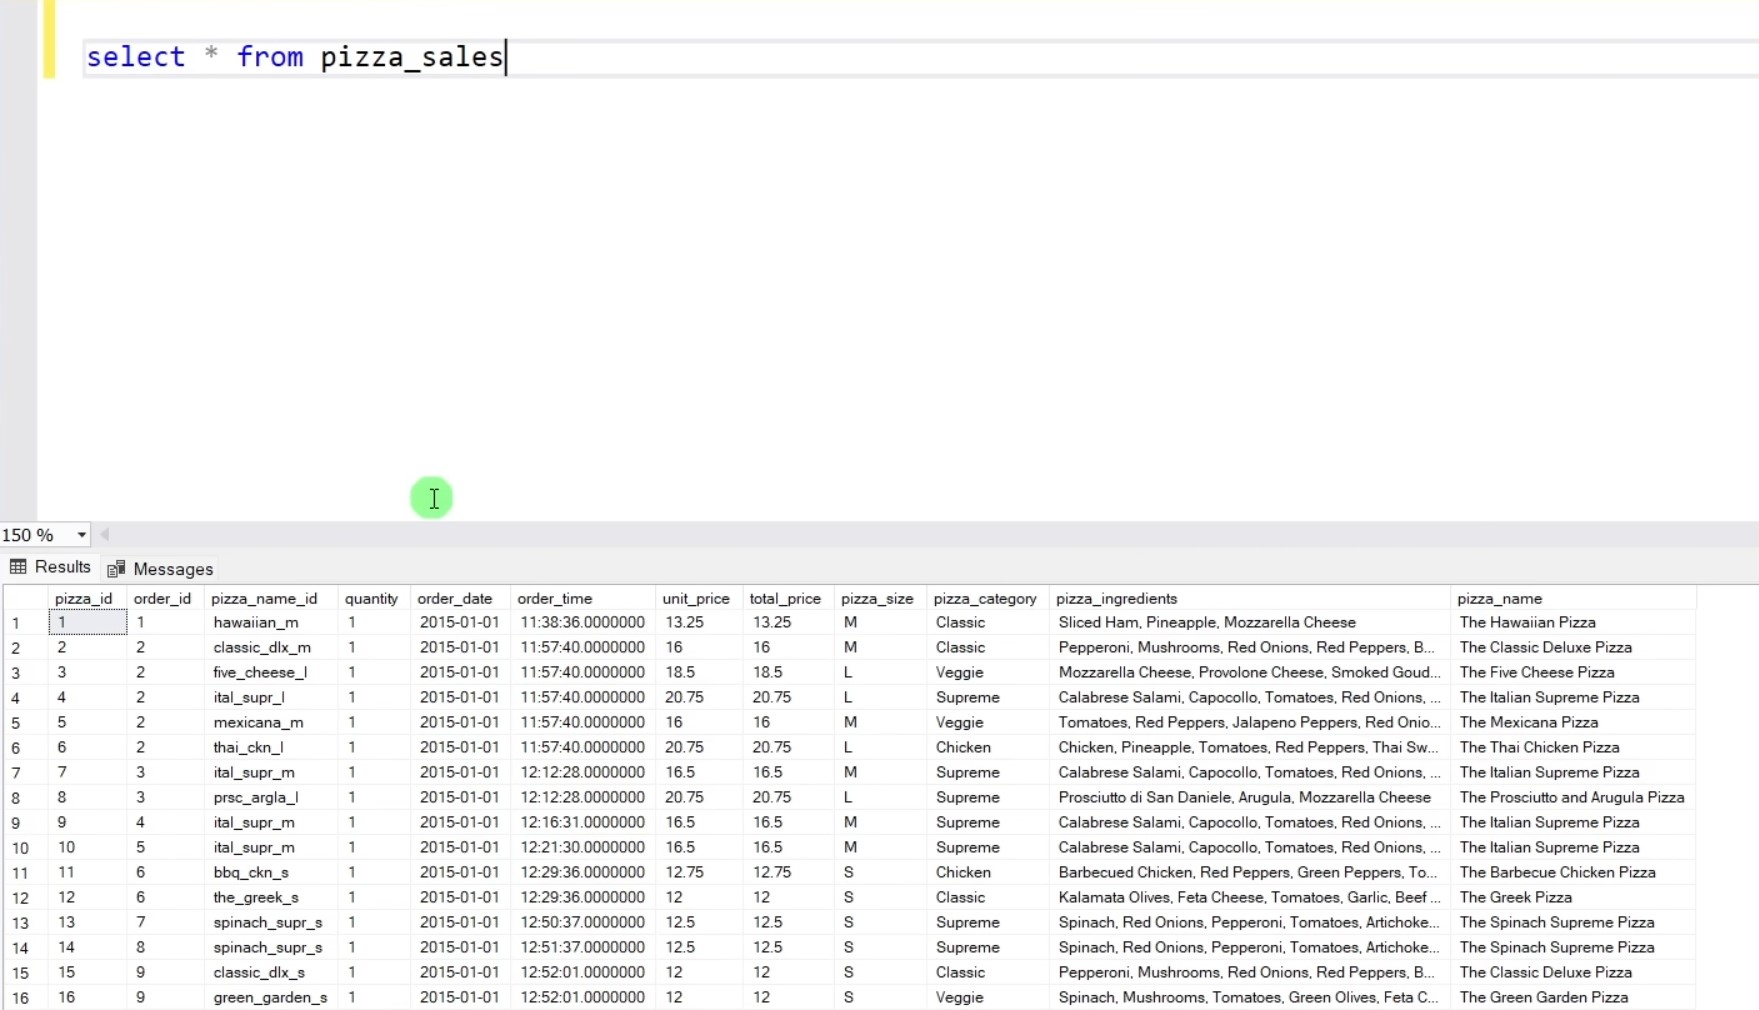 select * from pizza_sales
150 %
Results Messages
pizza_id order_id pizza_name_id quantity order_date order_time unit_price total_price pizza_size pizza_category pizza_ingredients pizza_name
1 1 1 hawaiian_m 1 2015-01-01 11:38:36.0000000 13.25 13.25 M Classic Sliced Ham, Pineapple, Mozzarella Cheese The Hawaiian Pizza
2 2 2 classic_dlx_m 1 2015-01-01 11:57:40.0000000 16 16 M Classic Pepperoni, Mushrooms, Red Onions, Red Peppers, B... The Classic Deluxe Pizza
3 3 2 five_cheese_l 1 2015-01-01 11:57:40.0000000 18.5 18.5 L Veggie Mozzarella Cheese, Provolone Cheese, Smoked Goud... The Five Cheese Pizza
4 4 2 ital_supr_l 1 2015-01-01 11:57:40.0000000 20.75 20.75 L Supreme Calabrese Salami, Capocollo, Tomatoes, Red Onions, ... The Italian Supreme Pizza
5 5 2 mexicana_m 1 2015-01-01 11:57:40.0000000 16 16 M Veggie Tomatoes, Red Peppers, Jalapeno Peppers, Red Onio... The Mexicana Pizza
6 6 2 thai_ckn_l 1 2015-01-01 11:57:40.0000000 20.75 20.75 L Chicken Chicken, Pineapple, Tomatoes, Red Peppers, Thai Sw... The Thai Chicken Pizza
7 7 3 ital_supr_m 1 2015-01-01 12:12:28.0000000 16.5 16.5 M Supreme Calabrese Salami, Capocollo, Tomatoes, Red Onions, ... The Italian Supreme Pizza
8 8 3 prsc_argla_l 1 2015-01-01 12:12:28.0000000 20.75 20.75 L Supreme Prosciutto di San Daniele, Arugula, Mozzarella Cheese The Prosciutto and Arugula Pizza
9 9 4 ital_supr_m 1 2015-01-01 12:16:31.0000000 16.5 16.5 M Supreme Calabrese Salami, Capocollo, Tomatoes, Red Onions, ... The Italian Supreme Pizza
10 10 5 ital_supr_m 1 2015-01-01 12:21:30.0000000 16.5 16.5 M Supreme Calabrese Salami, Capocollo, Tomatoes, Red Onions, ... The Italian Supreme Pizza
11 11 6 bbq_ckn_s 1 2015-01-01 12:29:36.0000000 12.75 12.75 S Chicken Barbecued Chicken, Red Peppers, Green Peppers, To... The Barbecue Chicken Pizza
12 12 6 the_greek_s 1 2015-01-01 12:29:36.0000000 12 12 S Classic Kalamata Olives, Feta Cheese, Tomatoes, Garlic, Beef ... The Greek Pizza
13 13 7 spinach_supr_s 1 2015-01-01 12:50:37.0000000 12.5 12.5 S Supreme Spinach, Red Onions, Pepperoni, Tomatoes, Artichoke... The Spinach Supreme Pizza
14 14 8 spinach_supr_s 1 2015-01-01 12:51:37.0000000 12.5 12.5 S Supreme Spinach, Red Onions, Pepperoni, Tomatoes, Artichoke... The Spinach Supreme Pizza
15 15 9 classic_dlx_s 1 2015-01-01 12:52:01.0000000 12 12 S Classic Pepperoni, Mushrooms, Red Onions, Red Peppers, B... The Classic Deluxe Pizza
16 16 9 green_garden_s 1 2015-01-01 12:52:01.0000000 12 12 S Veggie Spinach, Mushrooms, Tomatoes, Green Olives, Feta C... The Green Garden Pizza